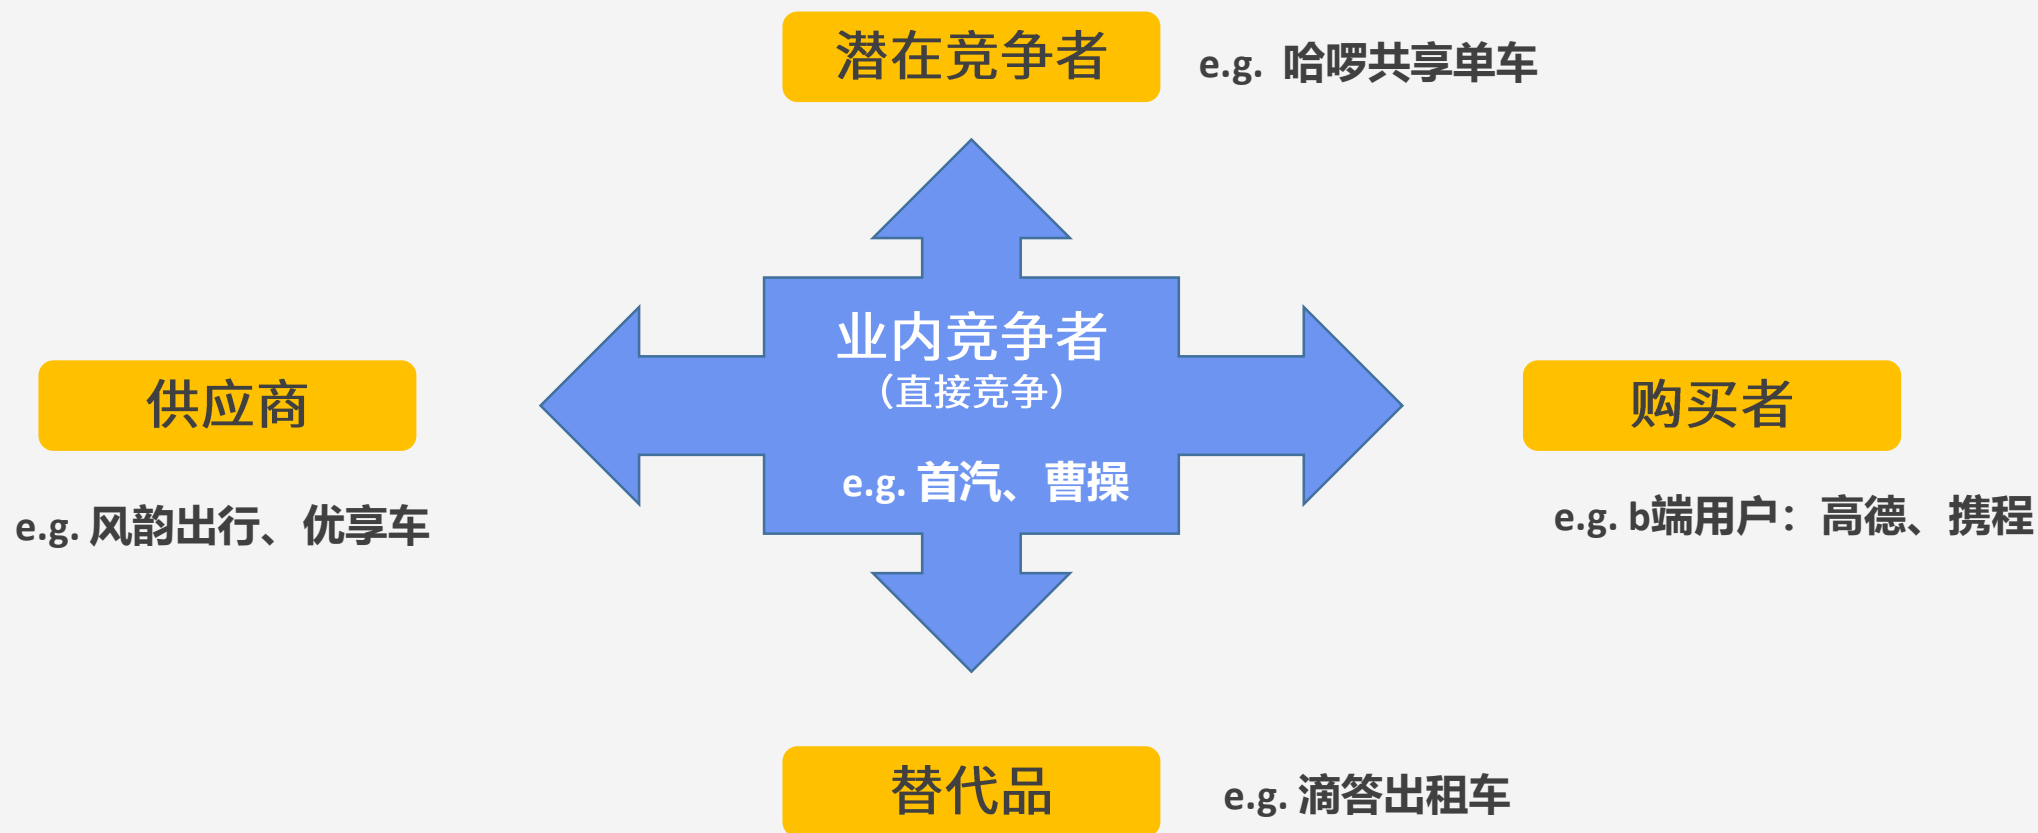 潜在竞争者
e.g. 哈啰共享单车
业内竞争者
（直接竞争）
e.g. 首汽、曹操
供应商
e.g. 风韵出行、优享车
购买者
e.g. b端用户：高德、携程
替代品
e.g. 滴答出租车